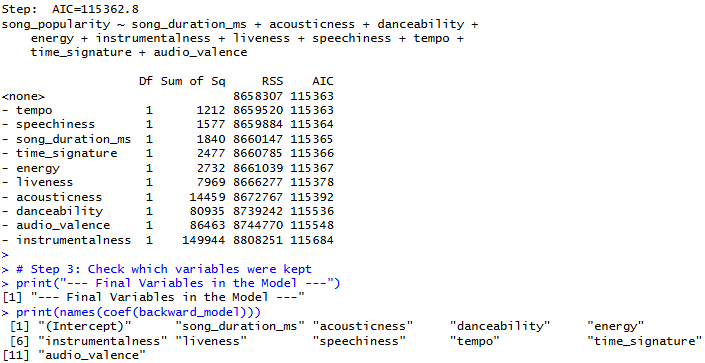 Step:  AIC=115362.8
song_popularity ~ song_duration_ms + acousticness + danceability +
    energy + instrumentalness + liveness + speechiness + tempo +
    time_signature + audio_valence

                   Df Sum of Sq     RSS    AIC
<none>                          8658307 115363
- tempo             1      1212 8659520 115363
- speechiness       1      1577 8659884 115364
- song_duration_ms  1      1840 8660147 115365
- time_signature    1      2477 8660785 115366
- energy            1      2732 8661039 115367
- liveness          1      7969 8666277 115378
- acousticness      1     14459 8672767 115392
- danceability      1     80935 8739242 115536
- audio_valence     1     86463 8744770 115548
- instrumentalness  1    149944 8808251 115684
>
> # Step 3: Check which variables were kept
> print("--- Final Variables in the Model ---")
[1] "--- Final Variables in the Model ---"
> print(names(coef(backward_model)))
 [1] "(Intercept)"      "song_duration_ms" "acousticness"     "danceability"     "energy"
 [6] "instrumentalness" "liveness"         "speechiness"      "tempo"            "time_signature"
[11] "audio_valence"